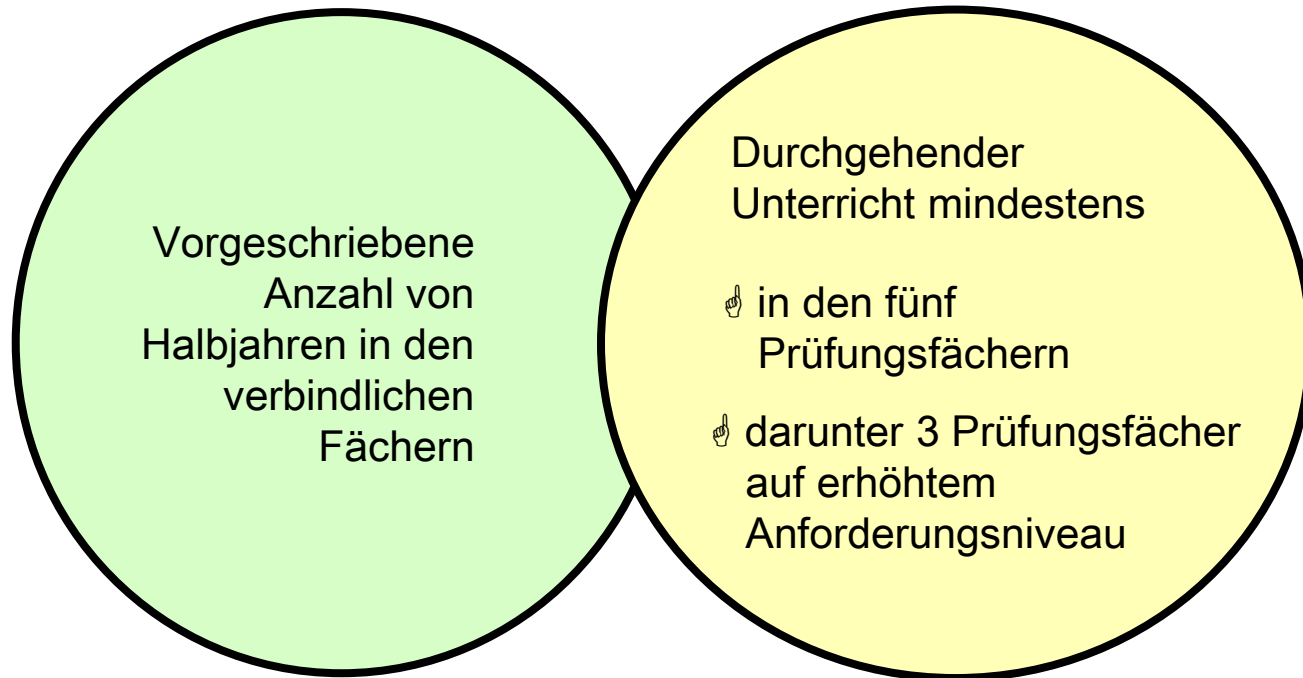 Vorgeschriebene
Anzahl von
Halbjahren in den
verbindlichen
Fächern
Durchgehender
Unterricht mindestens
☝ in den fünf
Prüfungsfächern
☝ darunter 3 Prüfungsfächer
auf erhöhtem
Anforderungsniveau